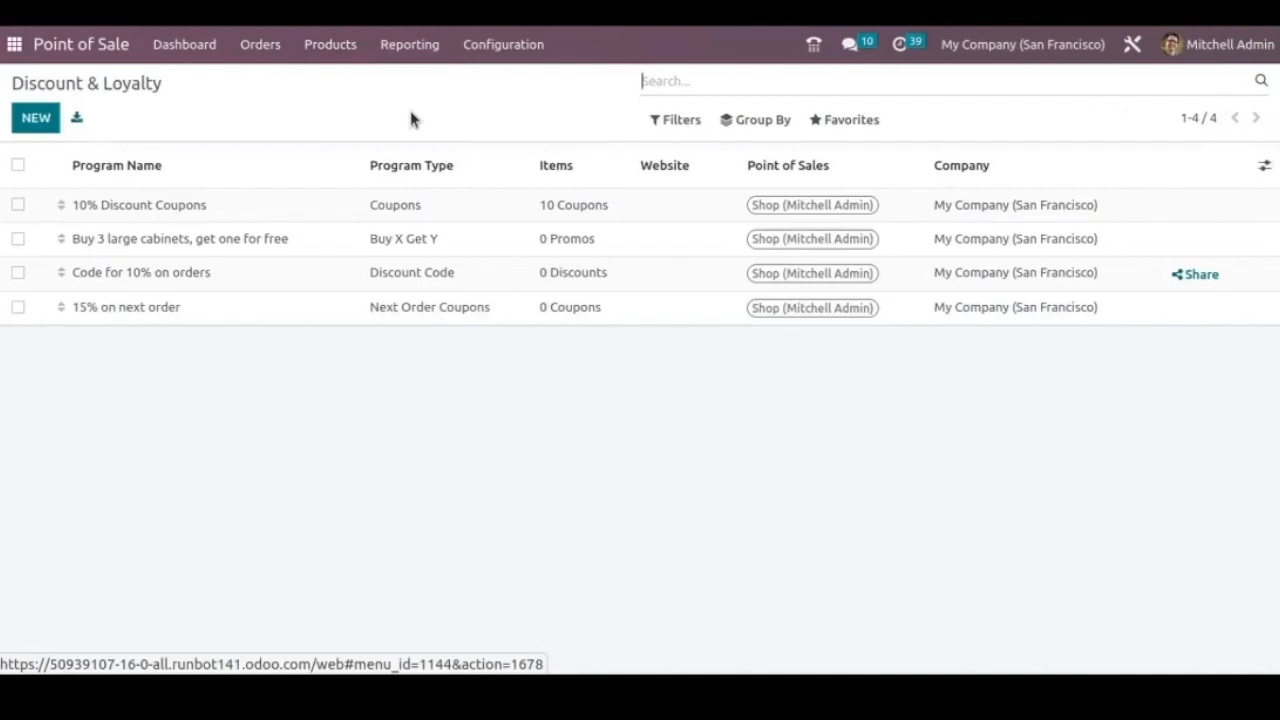 Point of Sale Dashboard Orders Products Reporting Configuration 10 39 My Company (San Francisco) Mitchell Admin
Discount & Loyalty Search...
NEW Filters Group By Favorites 1-4 / 4
Program Name Program Type Items Website Point of Sales Company
10% Discount Coupons Coupons 10 Coupons Shop (Mitchell Admin) My Company (San Francisco)
Buy 3 large cabinets, get one for free Buy X Get Y 0 Promos Shop (Mitchell Admin) My Company (San Francisco)
Code for 10% on orders Discount Code 0 Discounts Shop (Mitchell Admin) My Company (San Francisco) Share
15% on next order Next Order Coupons 0 Coupons Shop (Mitchell Admin) My Company (San Francisco)
https://50939107-16-0-all.runbot141.odoo.com/web#menu_id=1144&action=1678